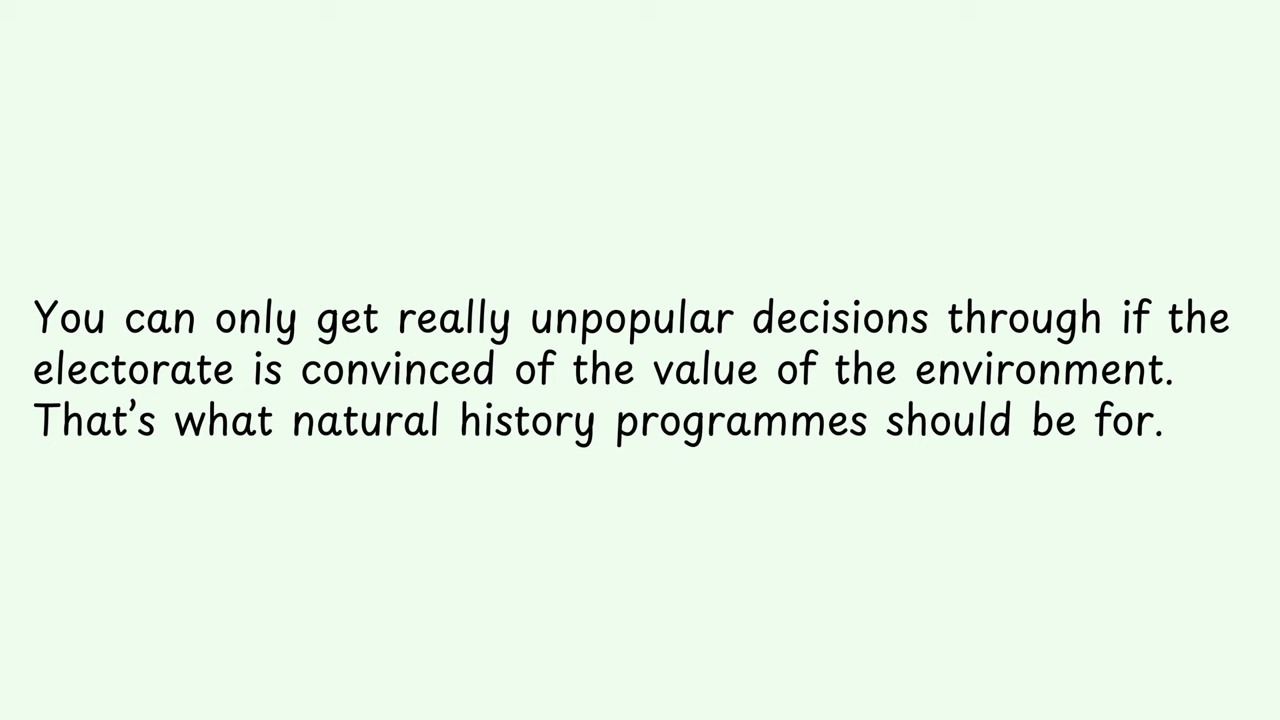 You can only get really unpopular decisions through if the
electorate is convinced of the value of the environment.
That’s what natural history programmes should be for.